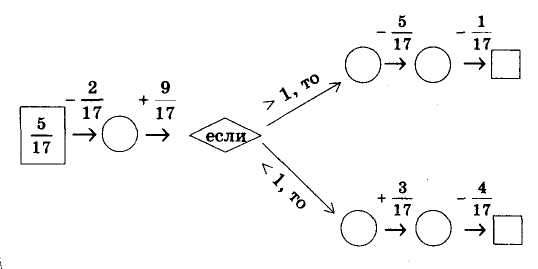 5/17
- 2/17
+ 9/17
если
> 1, то
- 5/17
- 1/17
< 1, то
+ 3/17
- 4/17